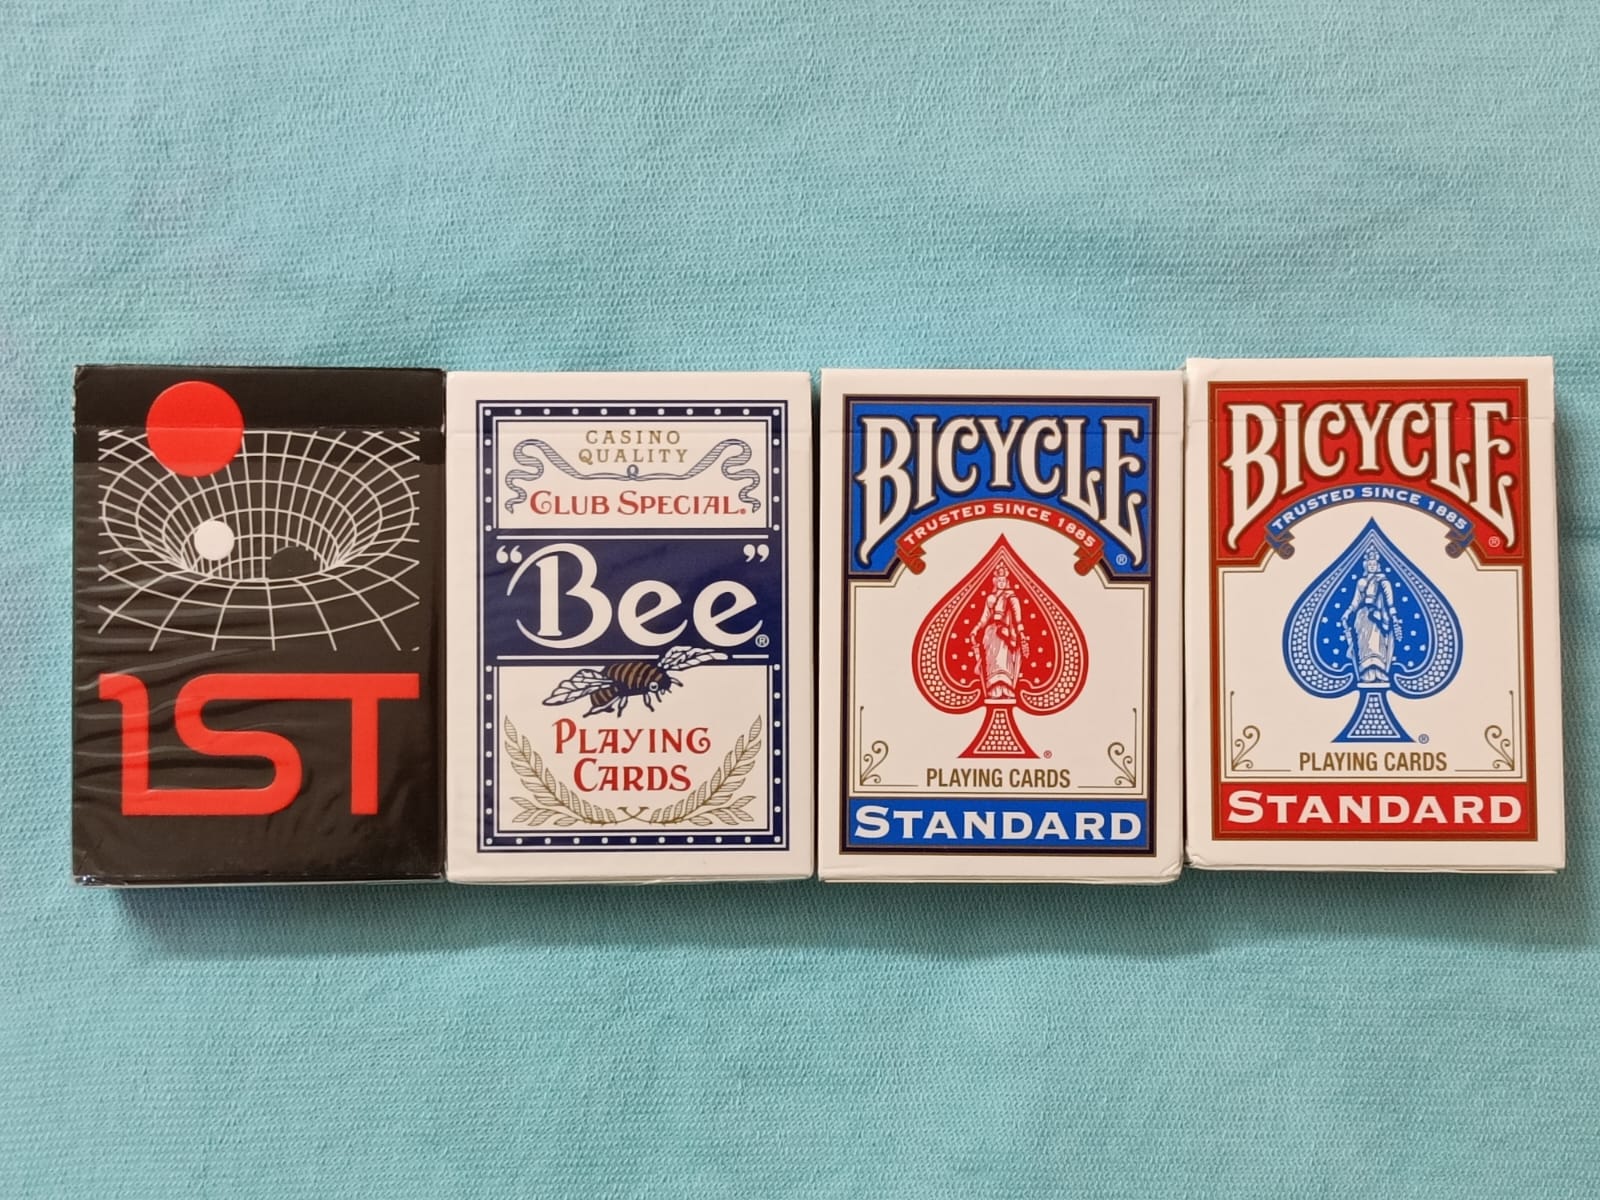 1ST
CASINO
QUALITY
CLUB SPECIAL®
"Bee"®
PLAYING
CARDS
BICYCLE®
TRUSTED SINCE 1885
®
PLAYING CARDS
STANDARD
BICYCLE®
TRUSTED SINCE 1885
®
PLAYING CARDS
STANDARD